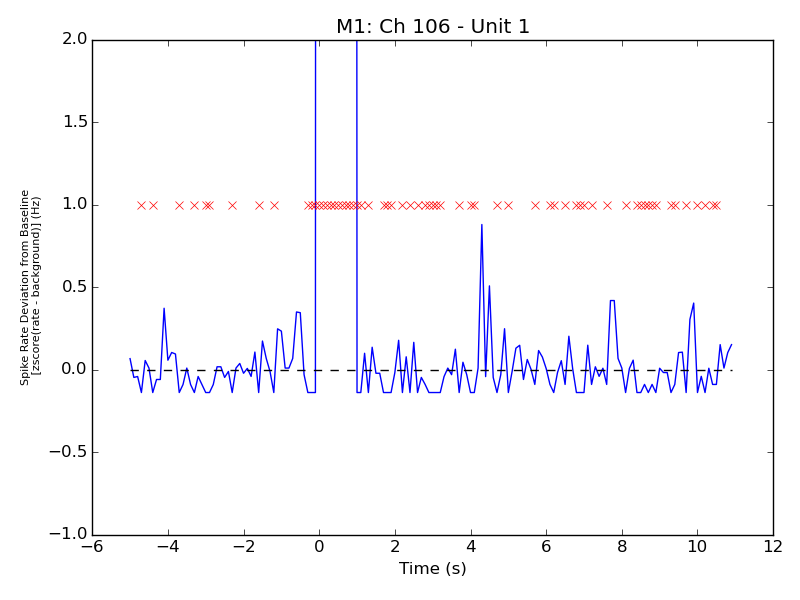 M1: Ch 106 - Unit 1
2.0
1.5
1.0
0.5
0.0
−0.5
−1.0
Spike Rate Deviation from Baseline
[zscore(rate - background)] (Hz)
−6 −4 −2 0 2 4 6 8 10 12
Time (s)